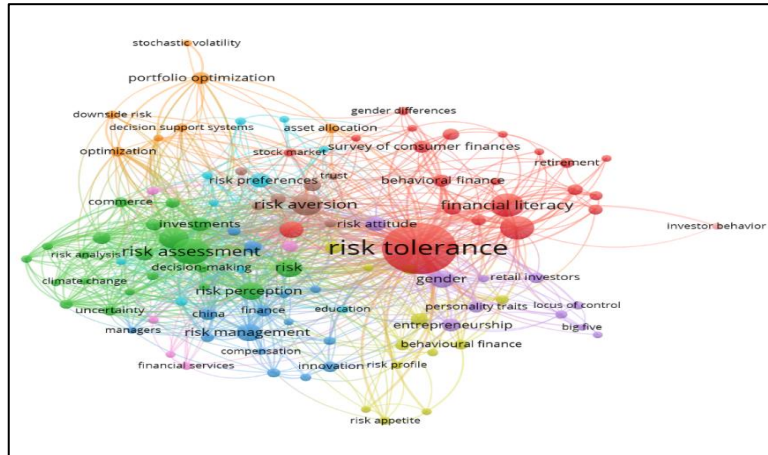 stochastic volatility
portfolio optimization
downside risk
decision support systems
asset allocation
gender differences
optimization
stock market
survey of consumer finances
retirement
risk preferences
trust
behavioral finance
commerce
risk aversion
financial literacy
investments
risk attitude
investor behavior
risk analysis
risk assessment
risk tolerance
decision-making
risk
climate change
gender
retail investors
risk perception
uncertainty
china
finance
education
personality traits
locus of control
managers
risk management
entrepreneurship
big five
compensation
behavioural finance
financial services
innovation
risk profile
risk appetite